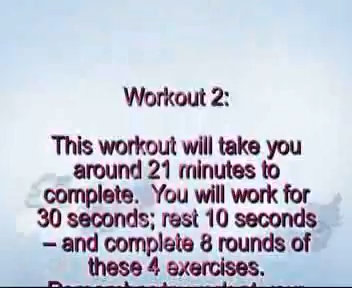 Workout 2:
This workout will take you
around 21 minutes to
complete. You will work for
30 seconds; rest 10 seconds
– and complete 8 rounds of
these 4 exercises.